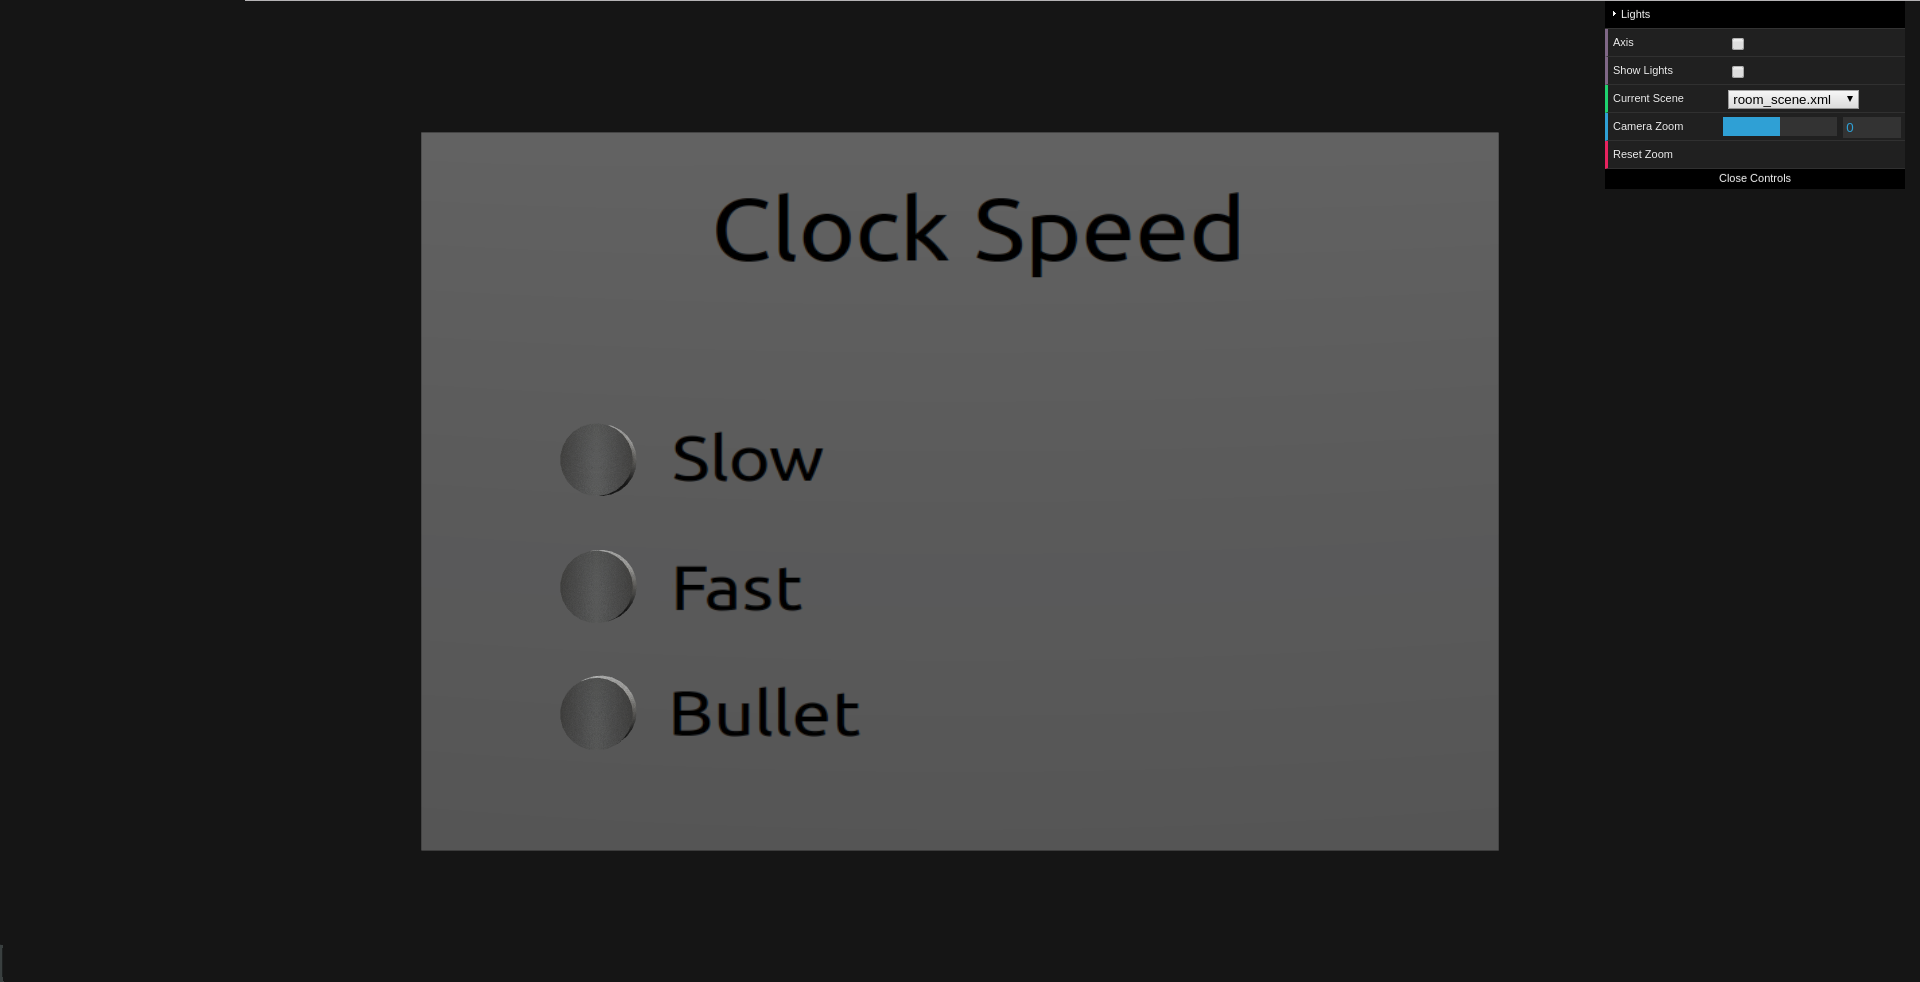 Lights
Axis
Show Lights
Current Scene room_scene.xml
Camera Zoom 0
Reset Zoom
Close Controls
Clock Speed
Slow
Fast
Bullet